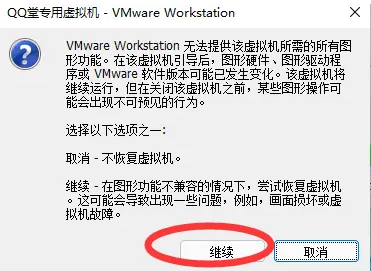 QQ堂专用虚拟机 - VMware Workstation
VMware Workstation 无法提供该虚拟机所需的所有图
形功能。在该虚拟机引导后，图形硬件、图形驱动程
序或 VMware 软件版本可能已发生变化。该虚拟机将
继续运行，但在关闭该虚拟机之前，某些图形操作可
能会出现不可预见的行为。
选择以下选项之一:
取消 - 不恢复虚拟机。
继续 - 在图形功能不兼容的情况下，尝试恢复虚拟机
。这可能会导致出现一些问题，例如，画面损坏或虚
拟机故障。
继续
取消